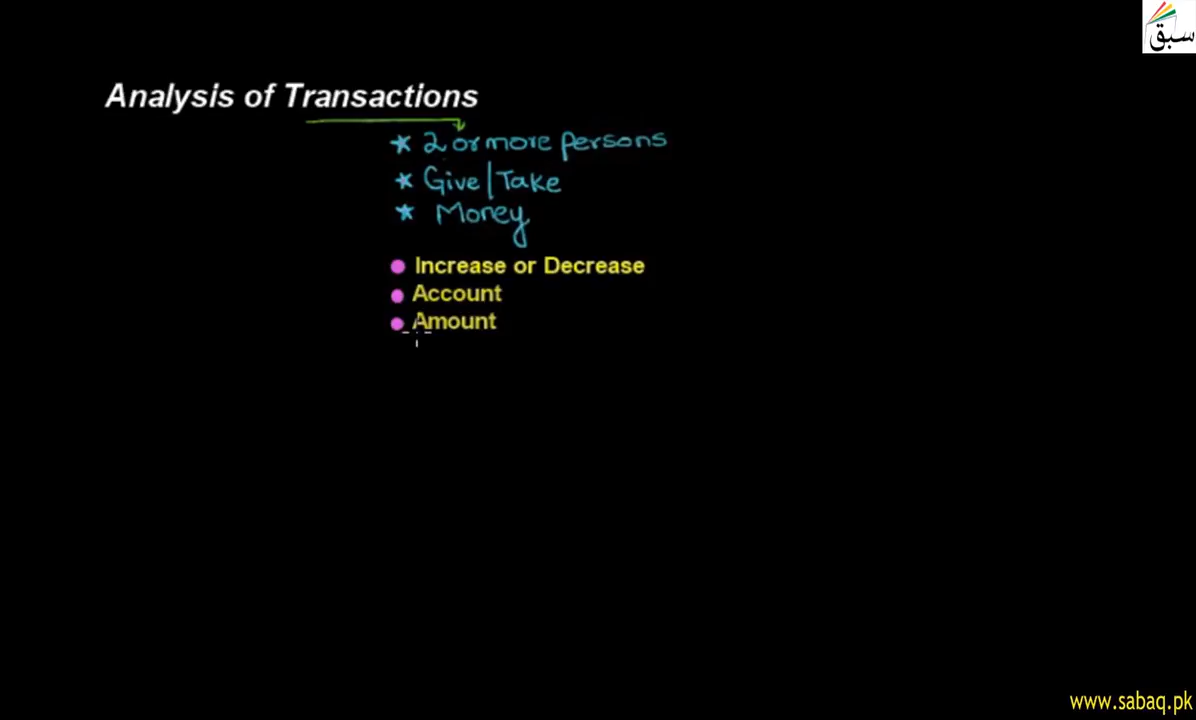 سبق
Analysis of Transactions
* 2 or more persons
* Give/Take
* Money
● Increase or Decrease
● Account
● Amount
www.sabaq.pk